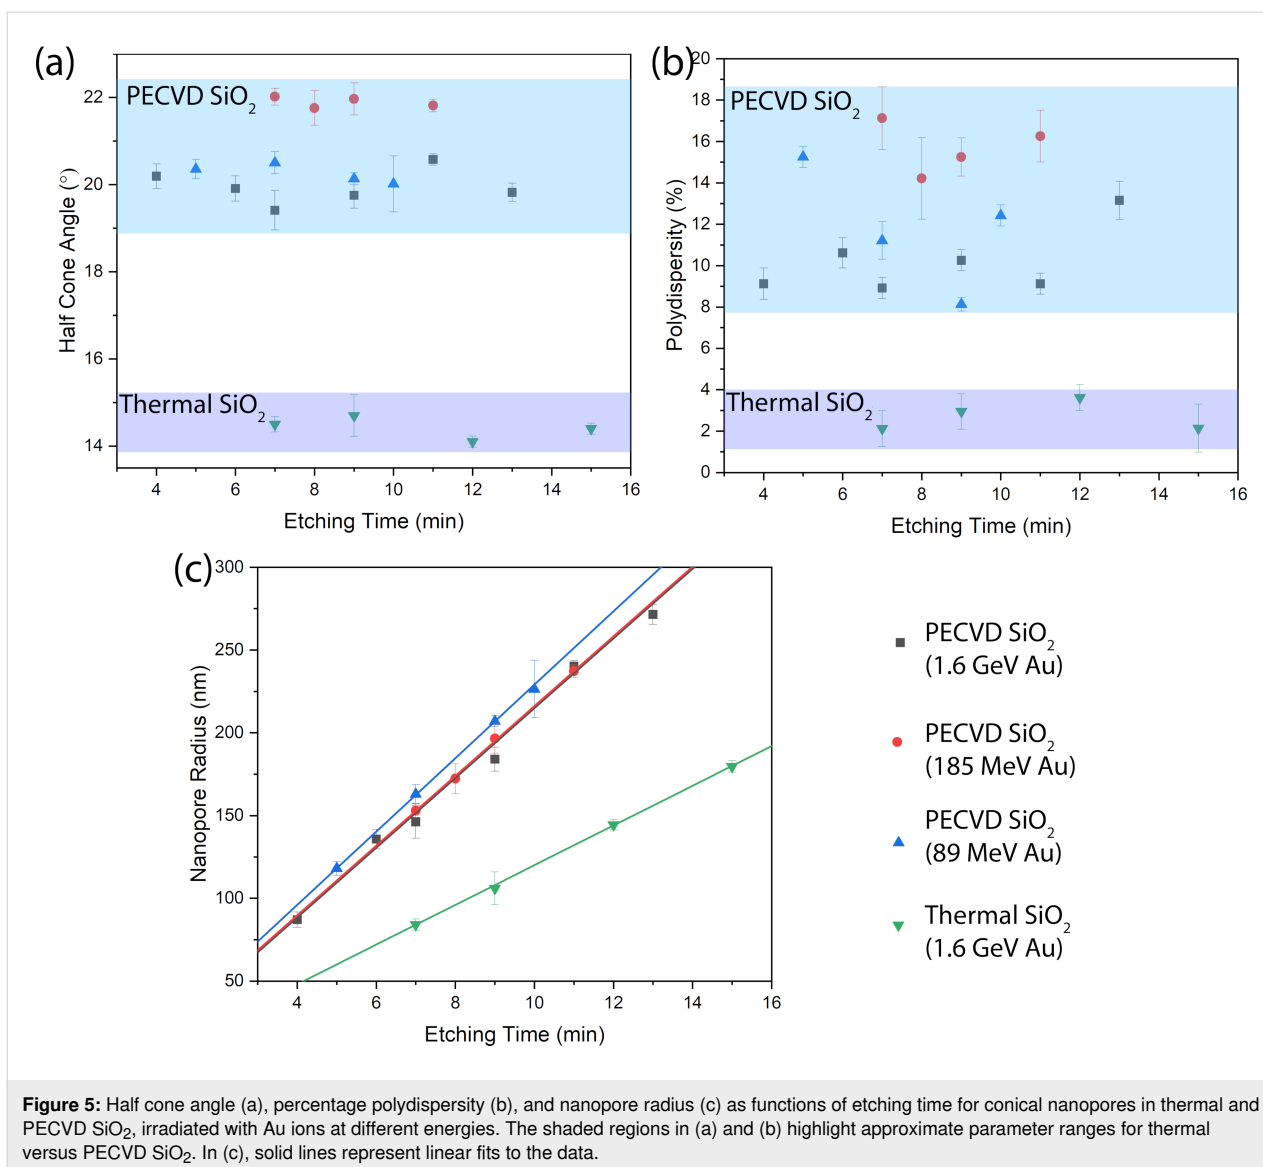 (a)
PECVD SiO2
Thermal SiO2
22
20
18
16
14
Half Cone Angle (°)
4 6 8 10 12 14 16
Etching Time (min)
(b)
PECVD SiO2
Thermal SiO2
20
18
16
14
12
10
8
6
4
2
0
Polydispersity (%)
4 6 8 10 12 14 16
Etching Time (min)
(c)
300
250
200
150
100
50
Nanopore Radius (nm)
4 6 8 10 12 14 16
Etching Time (min)
PECVD SiO2
(1.6 GeV Au)
PECVD SiO2
(185 MeV Au)
PECVD SiO2
(89 MeV Au)
Thermal SiO2
(1.6 GeV Au)
Figure 5: Half cone angle (a), percentage polydispersity (b), and nanopore radius (c) as functions of etching time for conical nanopores in thermal and
PECVD SiO2, irradiated with Au ions at different energies. The shaded regions in (a) and (b) highlight approximate parameter ranges for thermal
versus PECVD SiO2. In (c), solid lines represent linear fits to the data.